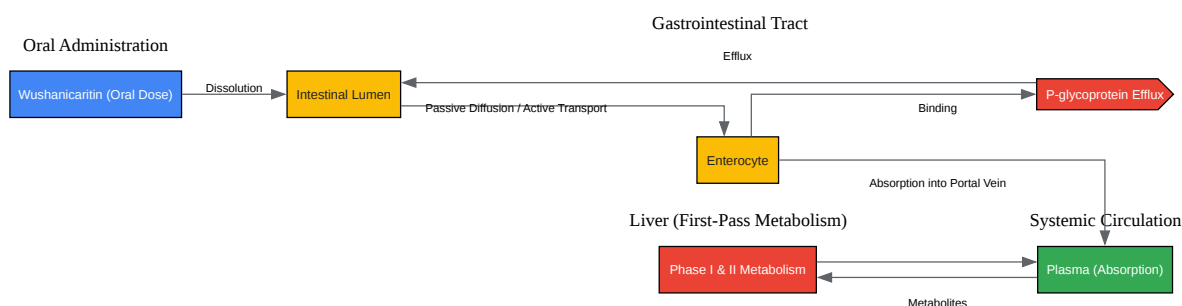 Gastrointestinal Tract
Oral Administration
Efflux
Wushanicaritin (Oral Dose)
Dissolution
Intestinal Lumen
P-glycoprotein Efflux
Passive Diffusion / Active Transport
Binding
Enterocyte
Absorption into Portal Vein
Liver (First-Pass Metabolism)
Systemic Circulation
Phase I & II Metabolism
Plasma (Absorption)
Metabolites